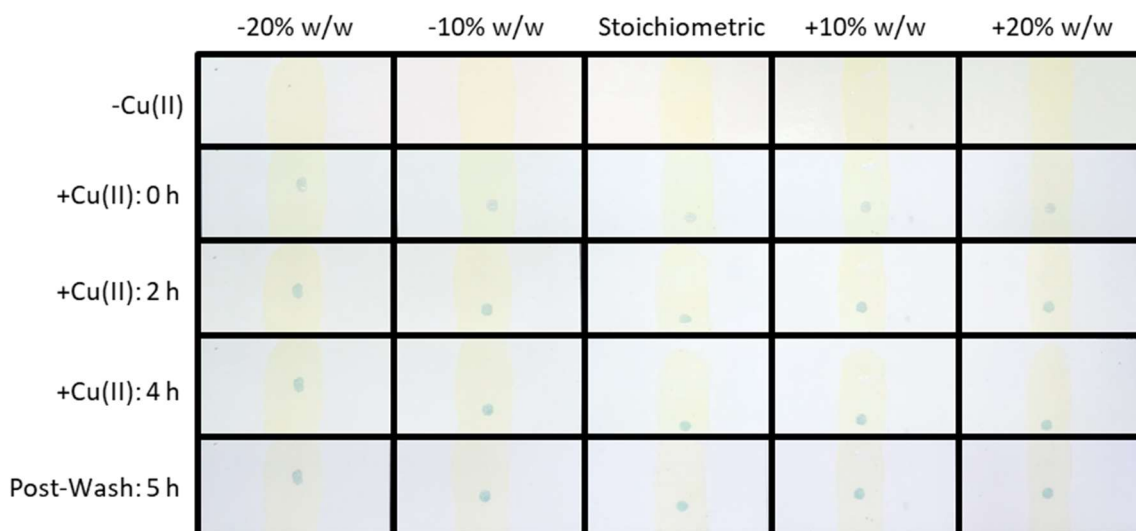 -20% w/w -10% w/w Stoichiometric +10% w/w +20% w/w
-Cu(II)
+Cu(II): 0 h
+Cu(II): 2 h
+Cu(II): 4 h
Post-Wash: 5 h